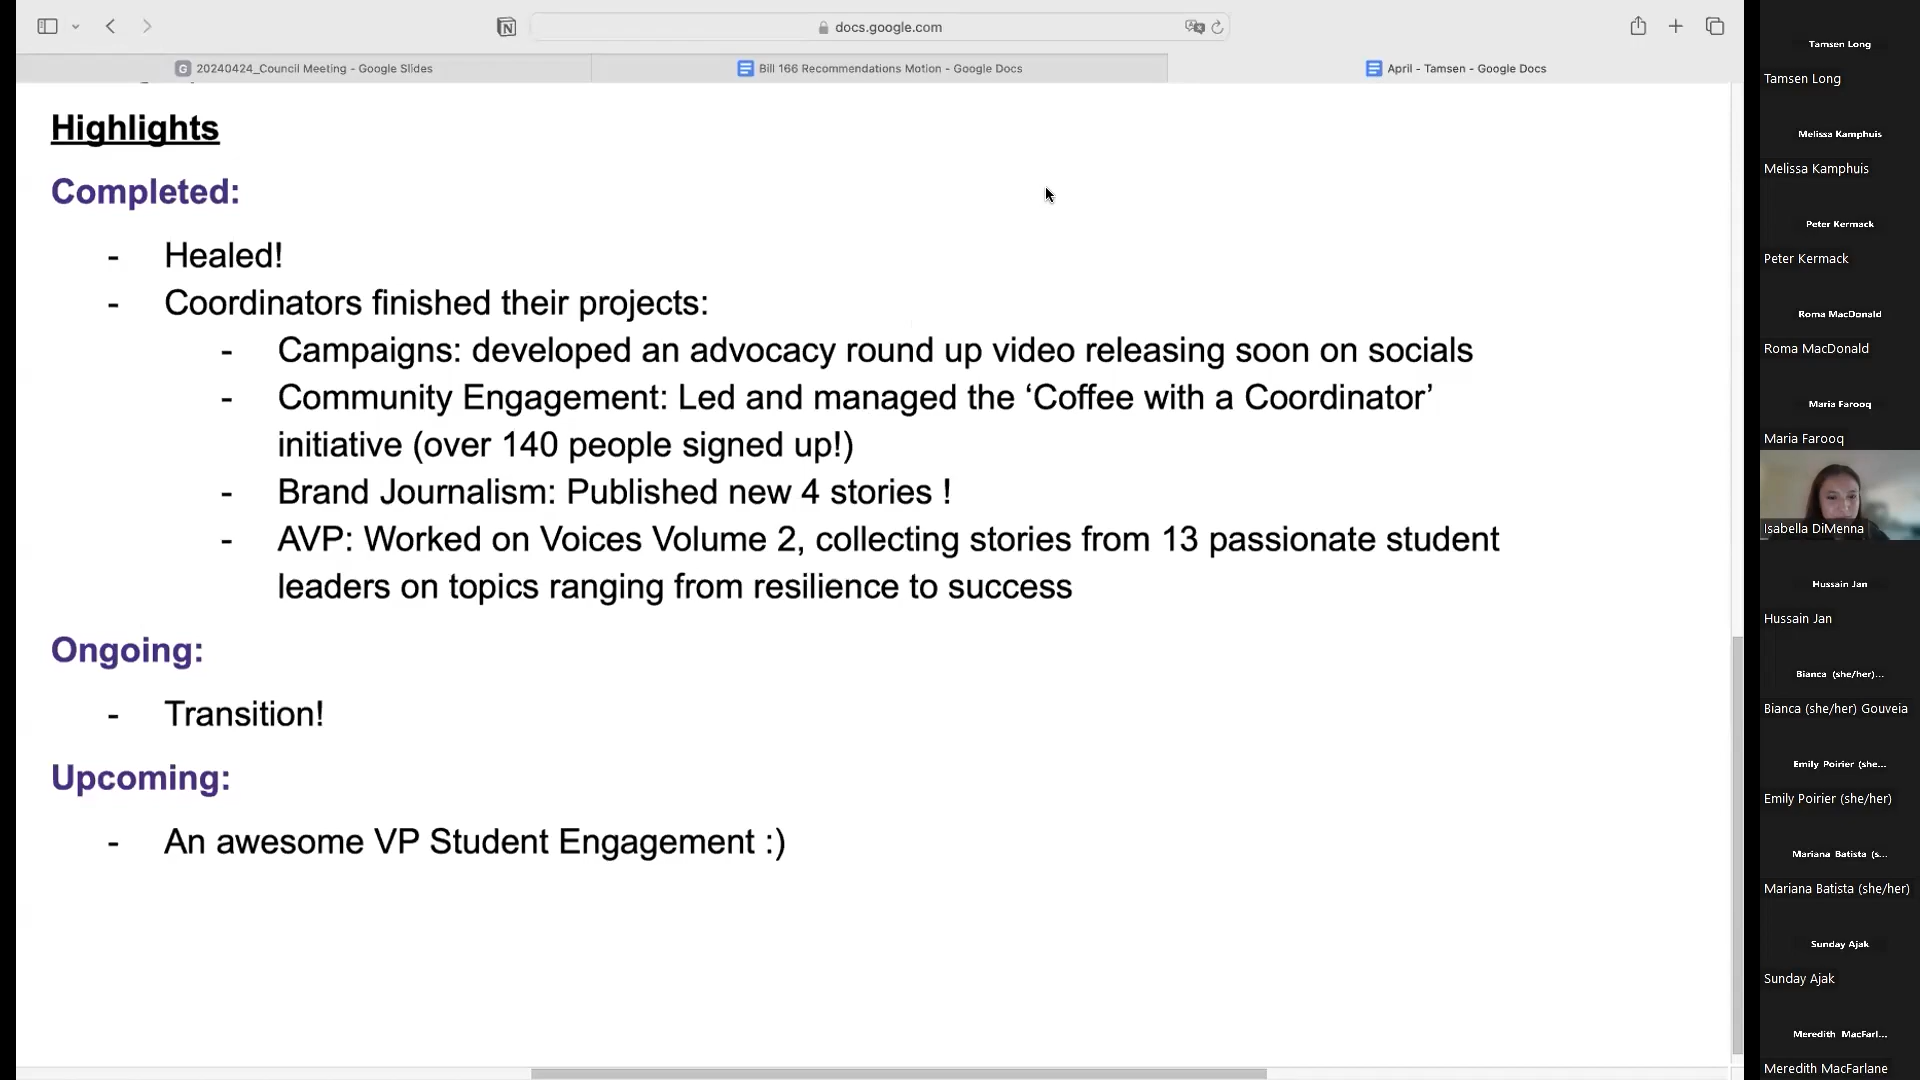 docs.google.com
20240424_Council Meeting - Google Slides
Bill 166 Recommendations Motion - Google Docs
April - Tamsen - Google Docs
Highlights
Completed:
- Healed!
- Coordinators finished their projects:
- Campaigns: developed an advocacy round up video releasing soon on socials
- Community Engagement: Led and managed the ‘Coffee with a Coordinator’
initiative (over 140 people signed up!)
- Brand Journalism: Published new 4 stories !
- AVP: Worked on Voices Volume 2, collecting stories from 13 passionate student
leaders on topics ranging from resilience to success
Ongoing:
- Transition!
Upcoming:
- An awesome VP Student Engagement :)
Tamsen Long
Tamsen Long
Melissa Kamphuis
Melissa Kamphuis
Peter Kermack
Peter Kermack
Roma MacDonald
Roma MacDonald
Maria Farooq
Maria Farooq
Isabella DiMenna
Hussain Jan
Hussain Jan
Bianca (she/her)...
Bianca (she/her) Gouveia
Emily Poirier (she...
Emily Poirier (she/her)
Mariana Batista (s...
Mariana Batista (she/her)
Sunday Ajak
Sunday Ajak
Meredith MacFarl...
Meredith MacFarlane